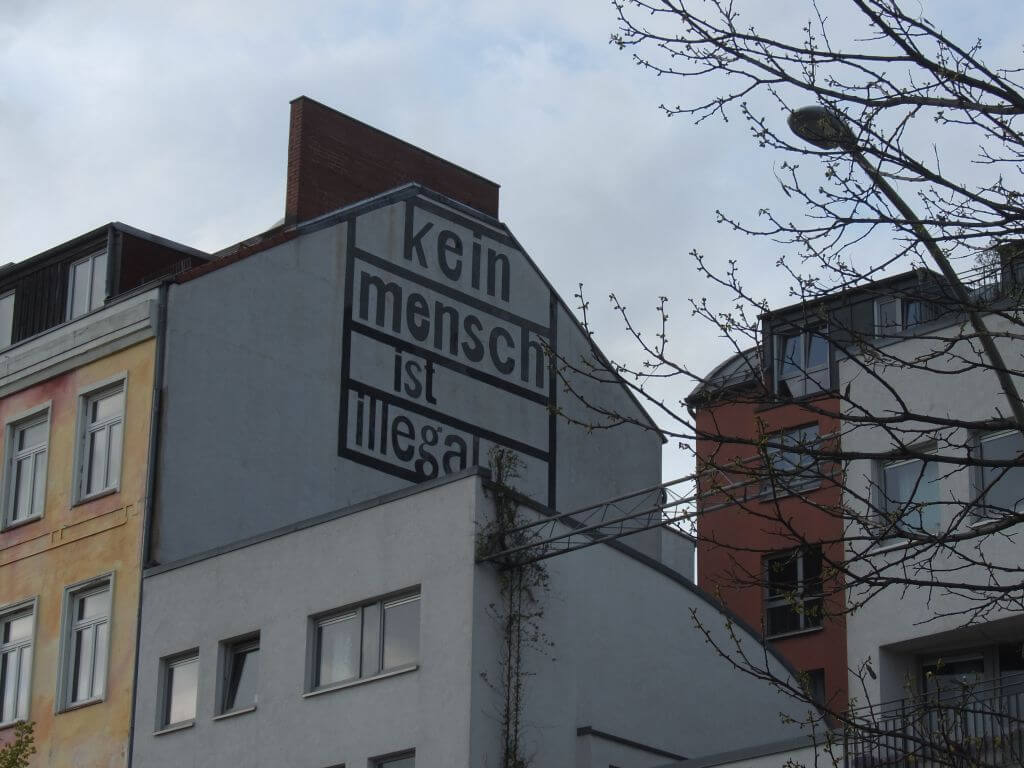 kein
mensch
ist
illegal